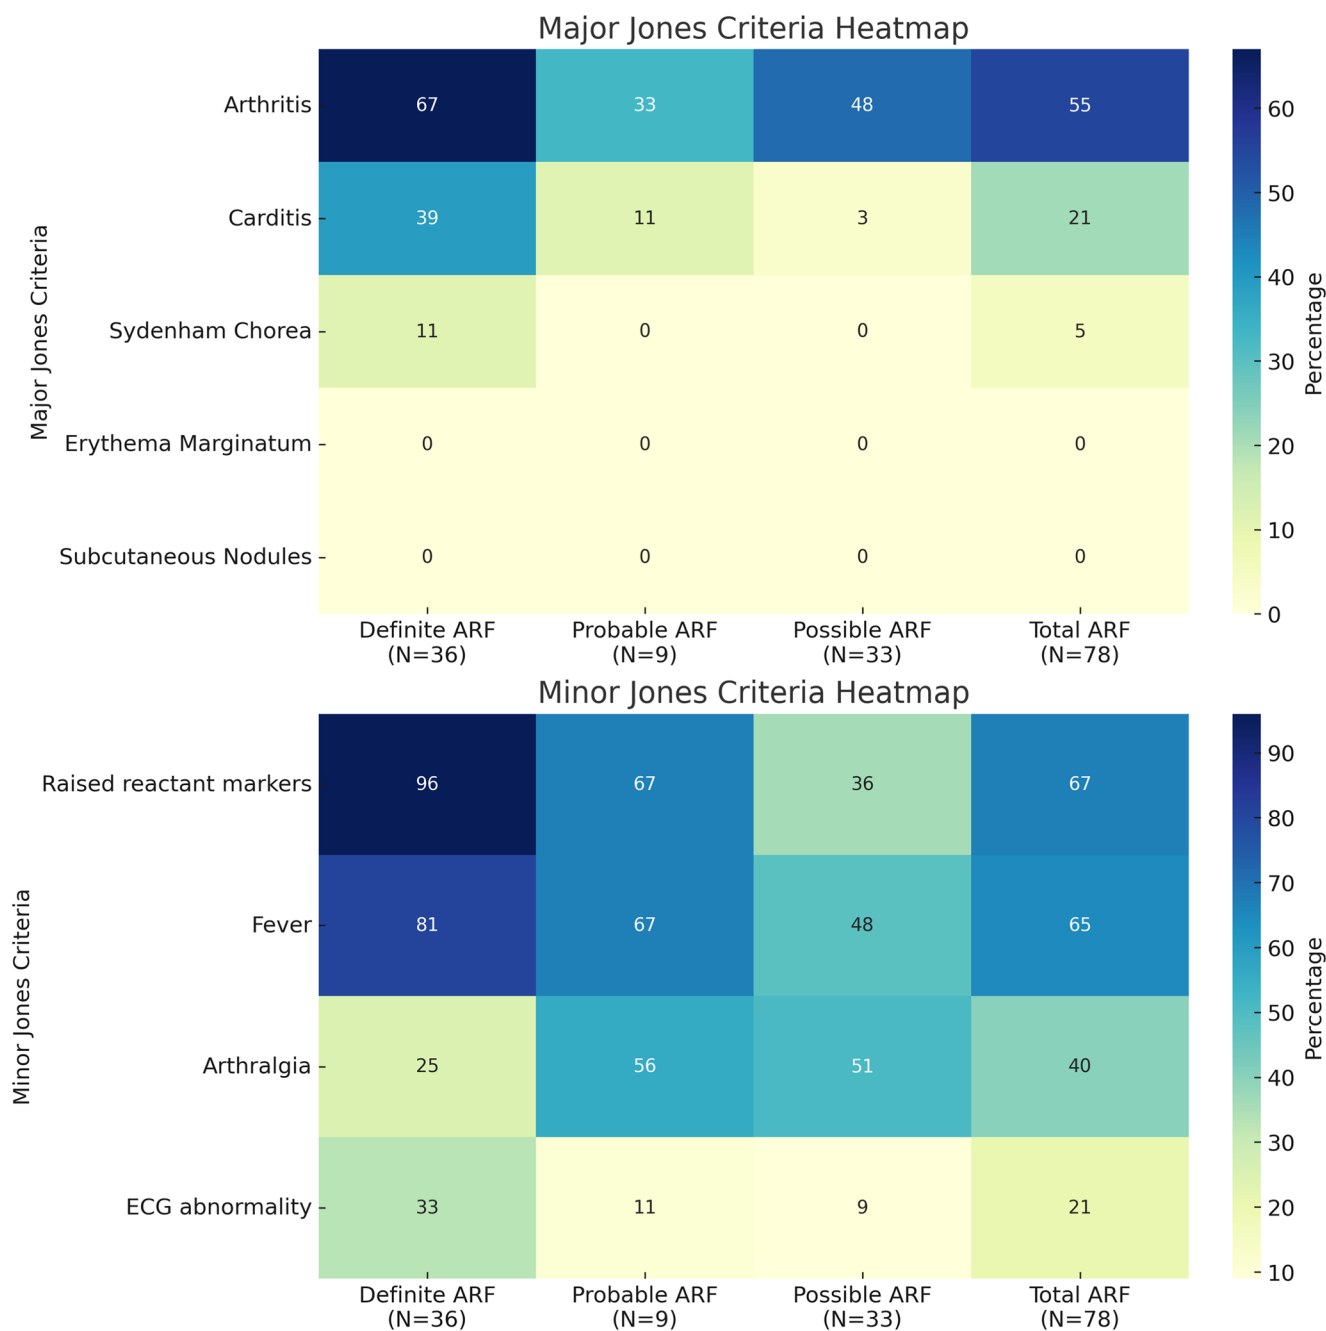 Major Jones Criteria Heatmap
Major Jones Criteria
Arthritis 67 33 48 55
Carditis 39 11 3 21
Sydenham Chorea 11 0 0 5
Erythema Marginatum 0 0 0 0
Subcutaneous Nodules 0 0 0 0
Definite ARF Probable ARF Possible ARF Total ARF
(N=36) (N=9) (N=33) (N=78)
60
50
40
30
20
10
0
Percentage
Minor Jones Criteria Heatmap
Minor Jones Criteria
Raised reactant markers 96 67 36 67
Fever 81 67 48 65
Arthralgia 25 56 51 40
ECG abnormality 33 11 9 21
Definite ARF Probable ARF Possible ARF Total ARF
(N=36) (N=9) (N=33) (N=78)
90
80
70
60
50
40
30
20
10
Percentage